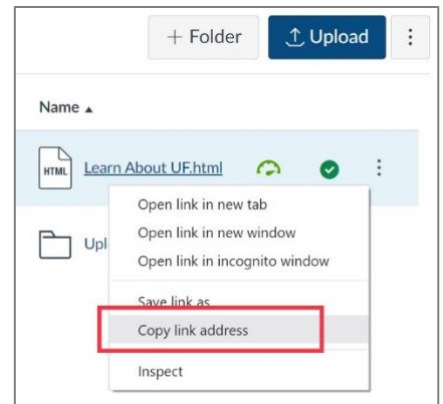 + Folder
Upload
Name
HTML
Learn About UF.html
Open link in new tab
Upl
Open link in new window
Open link in incognito window
Save link as
Copy link address
Inspect